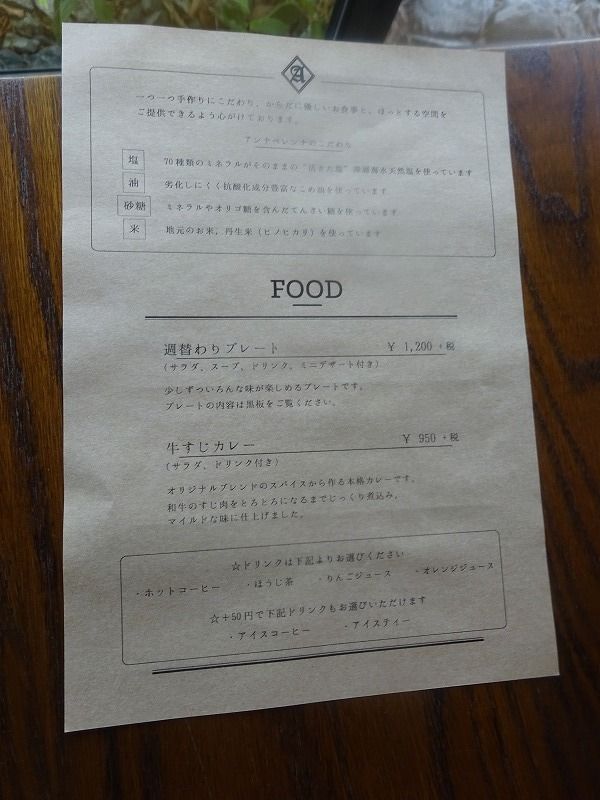 A
一つ一つ手作りにこだわり、からだに優しいお食事と、ほっとする空間を
ご提供できるよう心がけております。
アンナペレンナのこだわり
塩 70種類のミネラルがそのままの“活きた塩” 海水天然塩を使っています
油 劣化しにくく抗酸化成分豊富なこめ油を使っています
砂糖 ミネラルやオリゴ糖を含んだてんさい糖を使っています
米 地元のお米、丹生米（ヒノヒカリ）を使っています
FOOD
週替わりプレート ￥ 1,200 +税
（サラダ、スープ、ドリンク、ミニデザート付き）
少しずついろんな味が楽しめるプレートです。
プレートの内容は黒板をご覧ください。
牛すじカレー ￥ 950 +税
（サラダ、ドリンク付き）
オリジナルブレンドのスパイスから作る本格カレーです。
和牛のすじ肉をとろとろになるまでじっくり煮込み、
マイルドな味に仕上げました。
☆ドリンクは下記よりお選びください
・ホットコーヒー ・ほうじ茶 ・りんごジュース ・オレンジジュース
☆+50円で下記ドリンクもお選びいただけます
・アイスコーヒー ・アイスティー